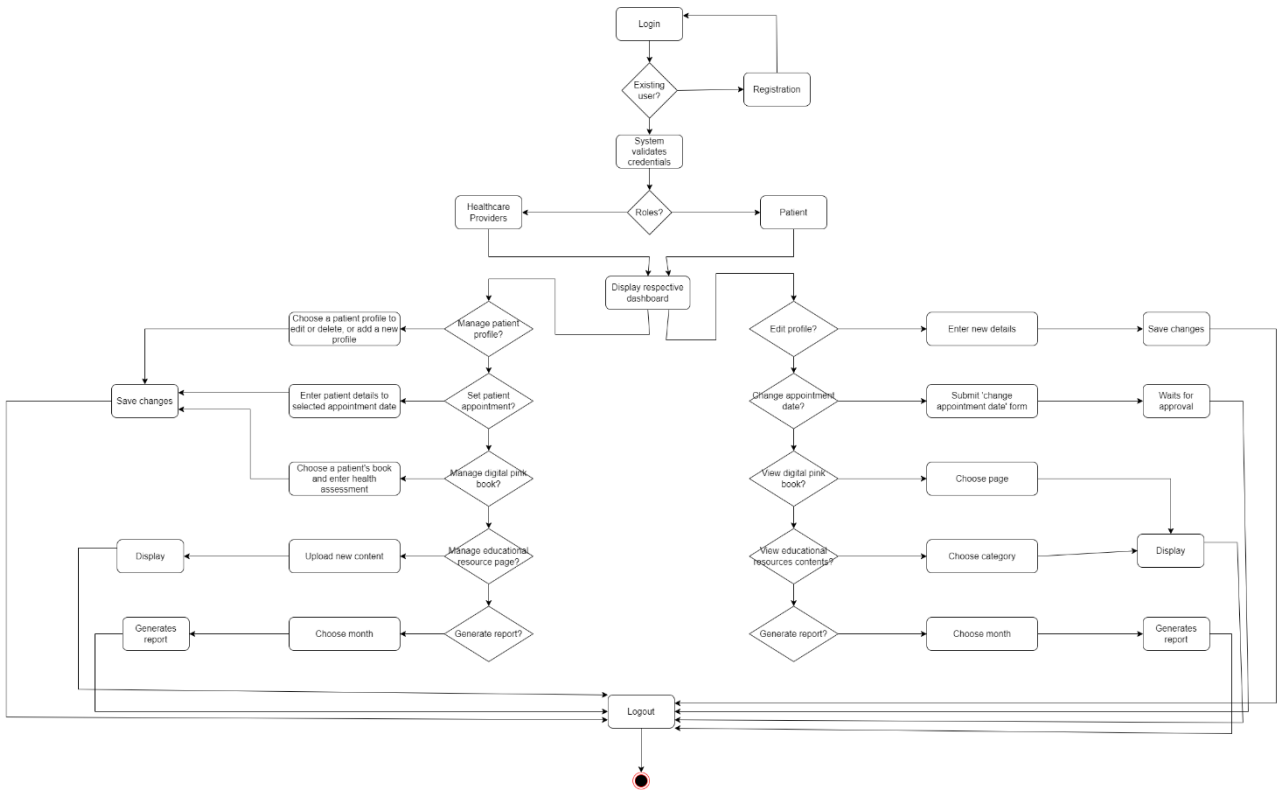 Login
Existing
user?
Registration
System
validates
credentials
Healthcare
Providers
Roles?
Patient
Display respective
dashboard
Choose a patient profile to
edit or delete, or add a new
profile
Manage patient
profile?
Edit profile?
Enter new details
Save changes
Save changes
Enter patient details to
selected appointment date
Set patient
appointment?
Change appointment
date?
Submit 'change
appointment date' form
Waits for
approval
Choose a patient's book
and enter health
assessment
Manage digital pink
book?
View digital pink
book?
Choose page
Display
Upload new content
Manage educational
resource page?
View educational
resources contents?
Choose category
Display
Generates
report
Choose month
Generate report?
Generate report?
Choose month
Generates
report
Logout